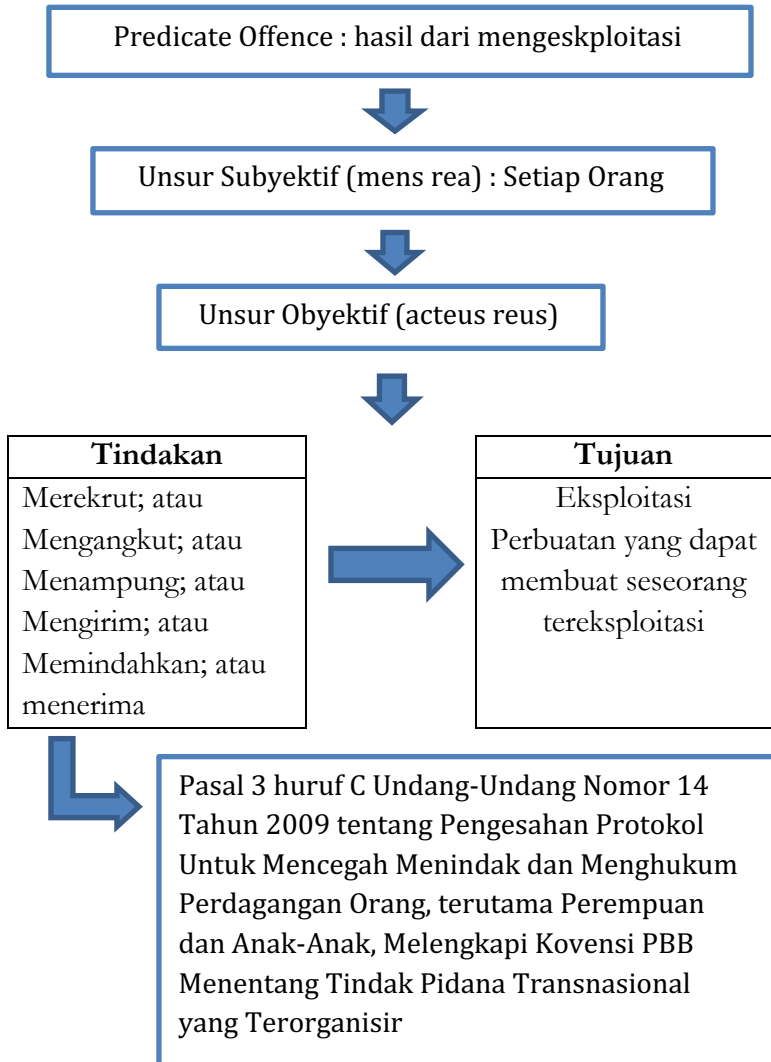 Predicate Offence : hasil dari mengeskploitasi
Unsur Subyektif (mens rea) : Setiap Orang
Unsur Obyektif (acteus reus)
Tindakan
Merekrut; atau
Mengangkut; atau
Menampung; atau
Mengirim; atau
Memindahkan; atau
menerima
Tujuan
Eksploitasi
Perbuatan yang dapat
membuat seseorang
tereksploitasi
Pasal 3 huruf C Undang-Undang Nomor 14
Tahun 2009 tentang Pengesahan Protokol
Untuk Mencegah Menindak dan Menghukum
Perdagangan Orang, terutama Perempuan
dan Anak-Anak, Melengkapi Kovensi PBB
Menentang Tindak Pidana Transnasional
yang Terorganisir